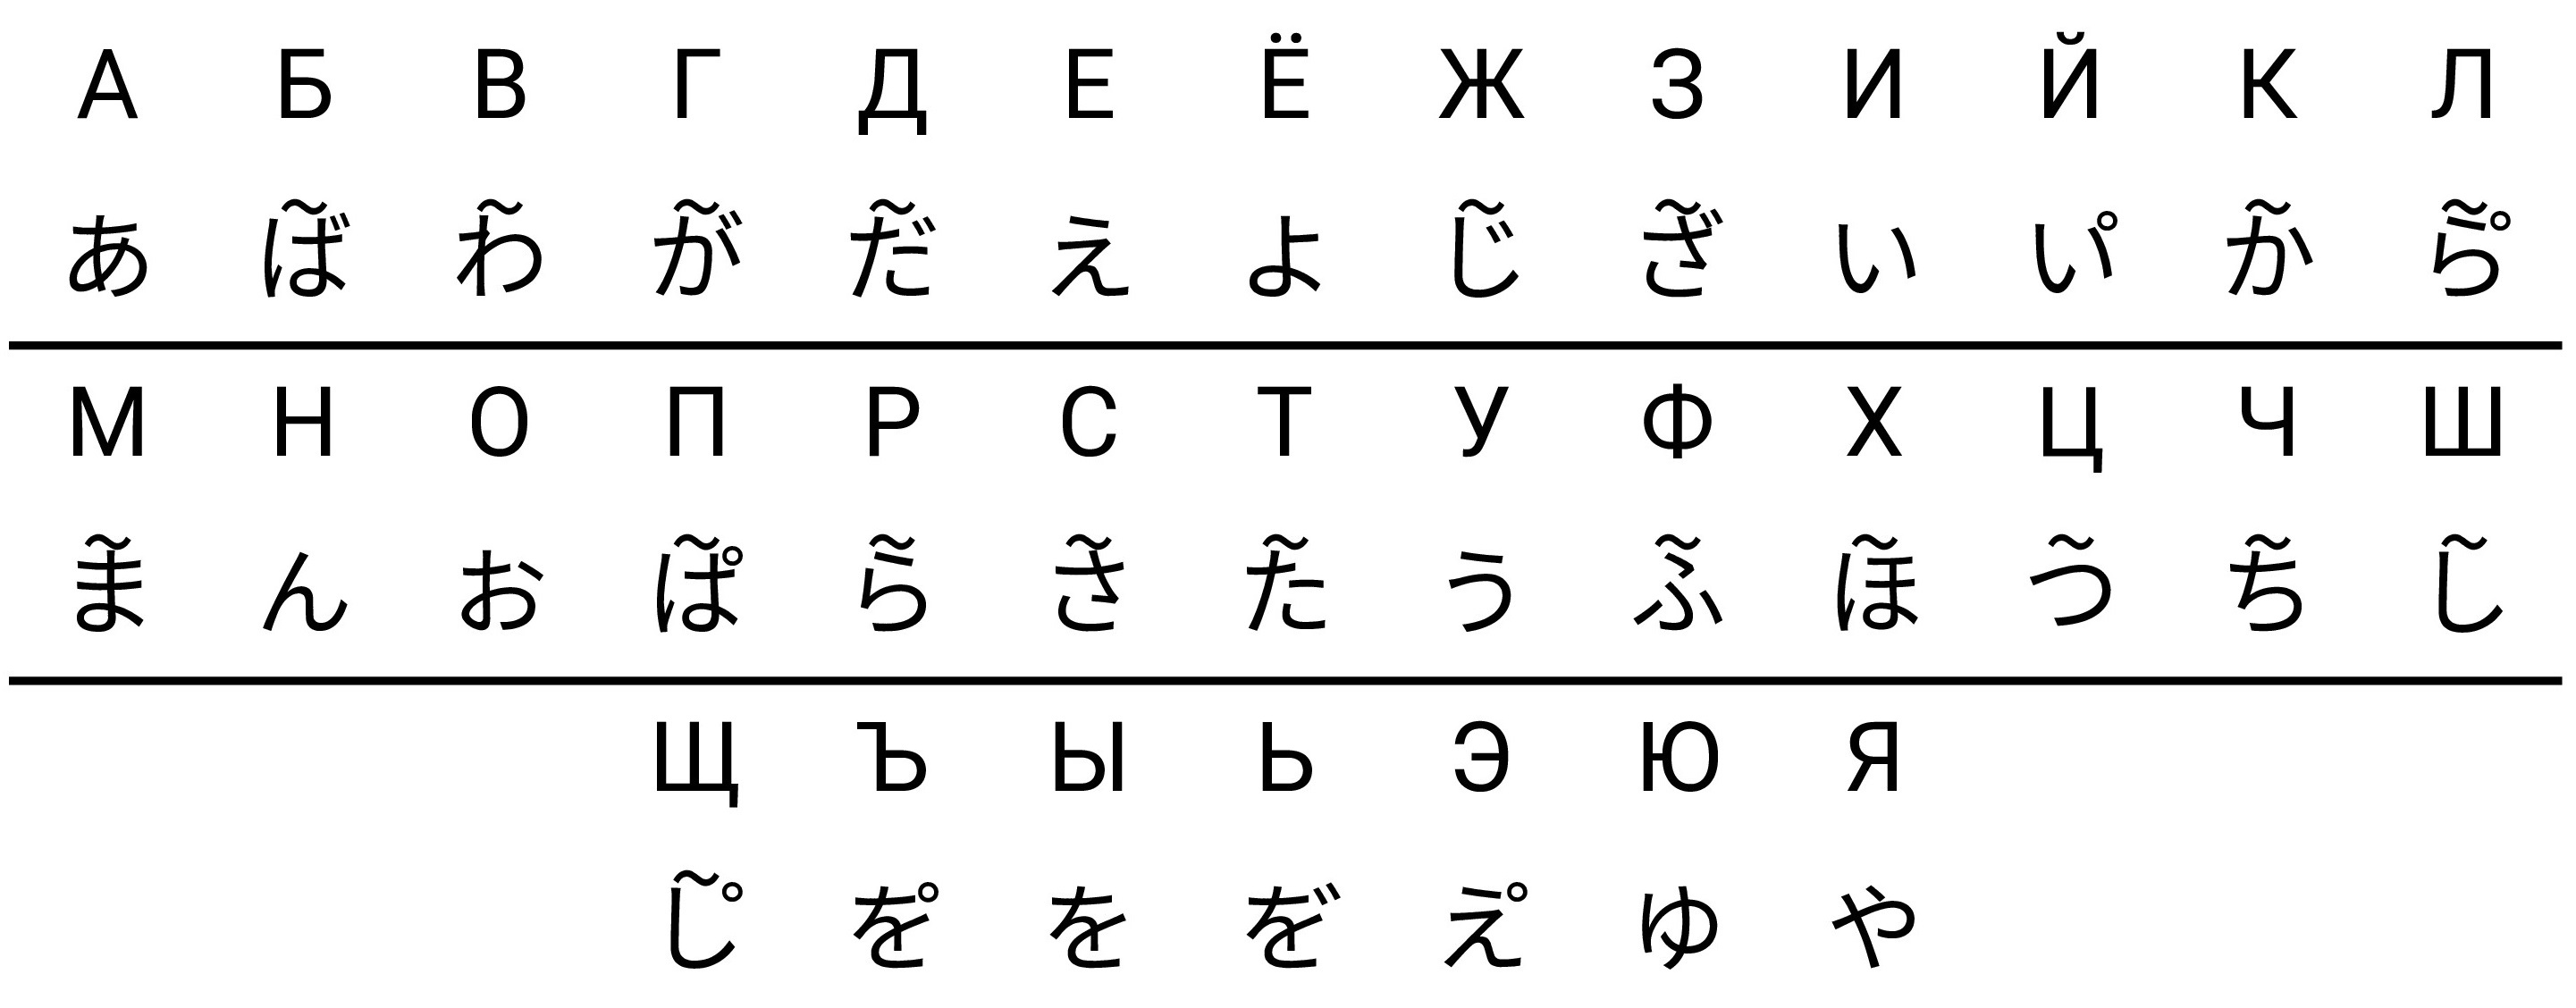 А Б В Г Д Е Ё Ж З И Й К Л
あ ば̃ わ̃ が̃ だ̃ え よ じ̃ ざ̃ い い゚ か̃ ら゚̃
М Н О П Р С Т У Ф Х Ц Ч Ш
ま̃ ん お ぱ̃ ら̃ さ̃ た̃ う ふ̃ ほ̃ つ̃ ち̃ し̃
Щ Ъ Ы Ь Э Ю Я
し゚̃ を゚ を を゙ え゚ ゆ や